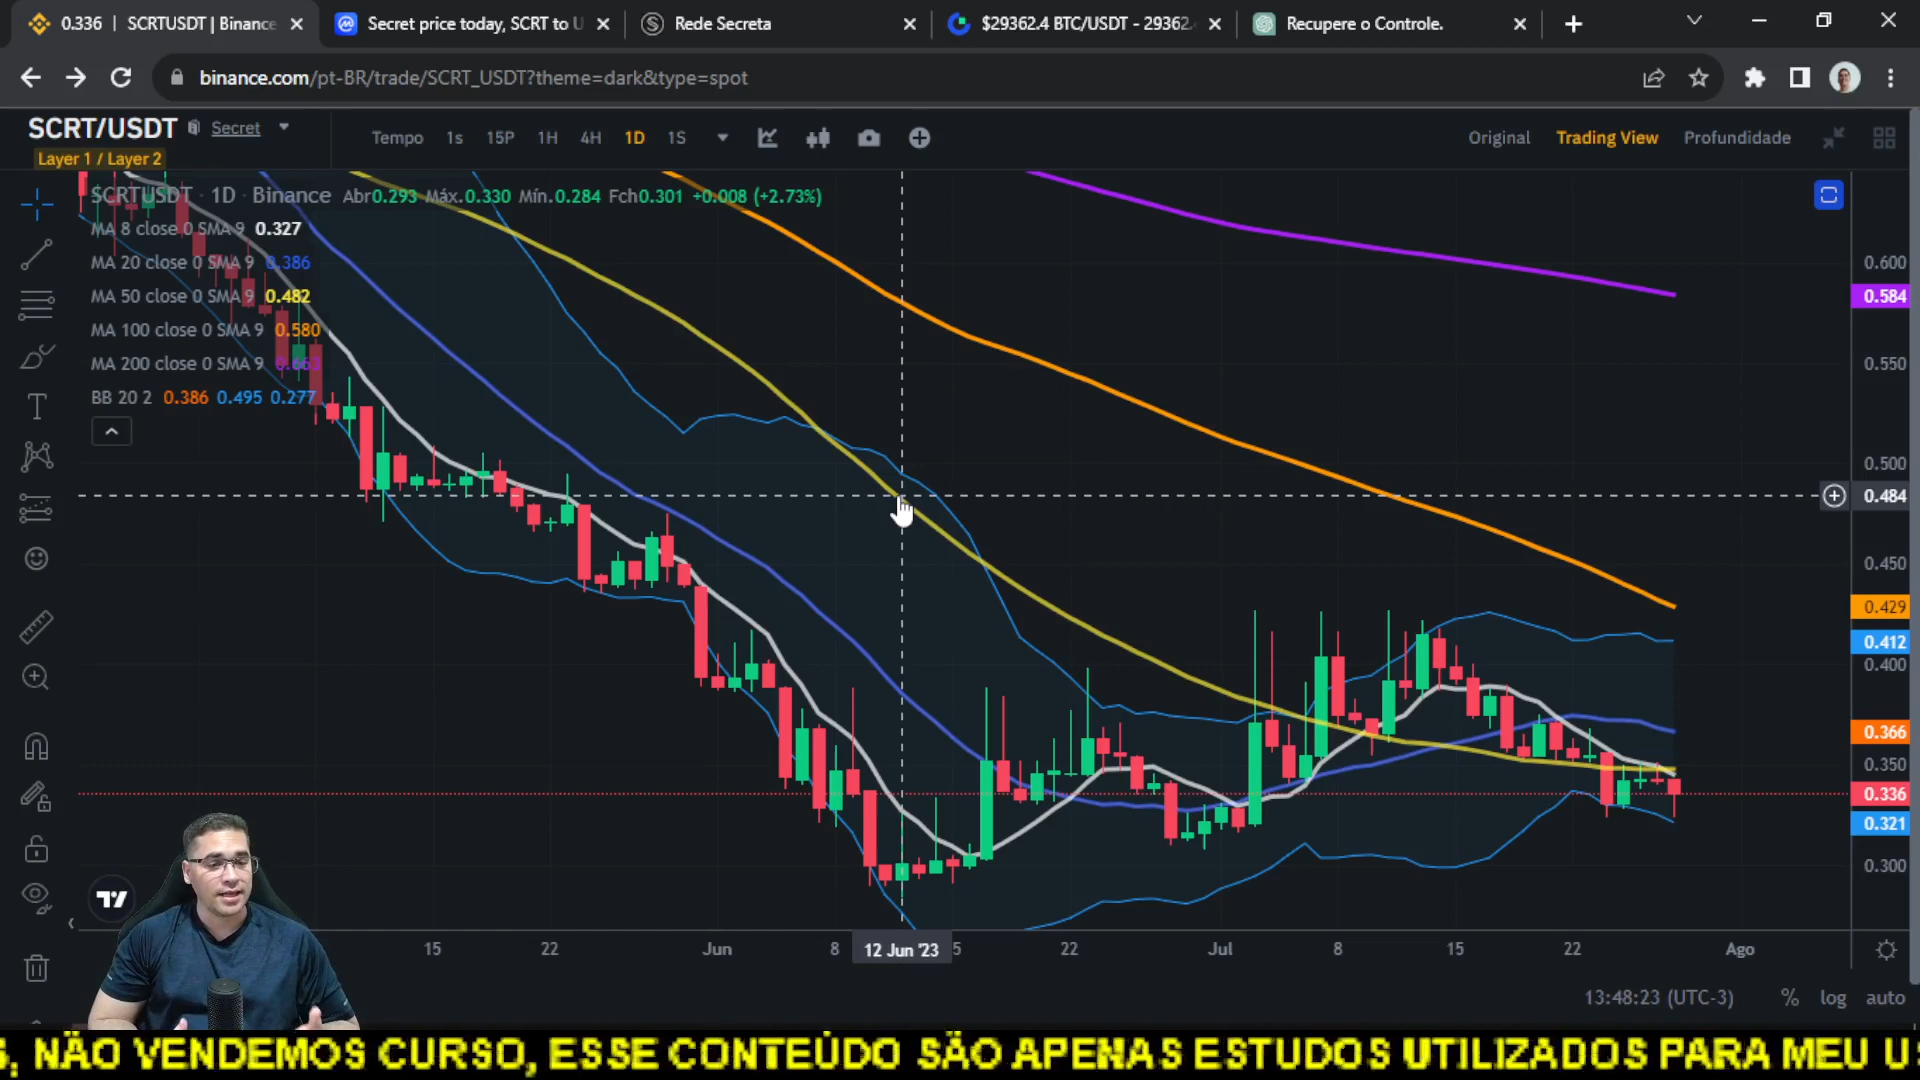 0.336 | SCRTUSDT | Binance
Secret price today, SCRT to U
Rede Secreta
$29362.4 BTC/USDT - 29362.
Recupere o Controle.
binance.com/pt-BR/trade/SCRT_USDT?theme=dark&type=spot
SCRT/USDT Secret
Layer 1 / Layer 2
Tempo 1s 15P 1H 4H 1D 1S
Original Trading View Profundidade
SCRTUSDT · 1D · Binance Abr0.293 Máx.0.330 Mín.0.284 Fch0.301 +0.008 (+2.73%)
MA 8 close 0 SMA 9 0.327
MA 20 close 0 SMA 9 0.386
MA 50 close 0 SMA 9 0.482
MA 100 close 0 SMA 9 0.580
MA 200 close 0 SMA 9
BB 20 2 0.386 0.495 0.277
0.600
0.584
0.550
0.500
0.484
0.450
0.429
0.412
0.400
0.366
0.350
0.336
0.321
0.300
15 22 Jun 8 12 Jun '23 5 22 Jul 8 15 22 Ago
13:48:23 (UTC-3) % log auto
, NÃO VENDEMOS CURSO, ESSE CONTEÚDO SÃO APENAS ESTUDOS UTILIZADOS PARA MEU U